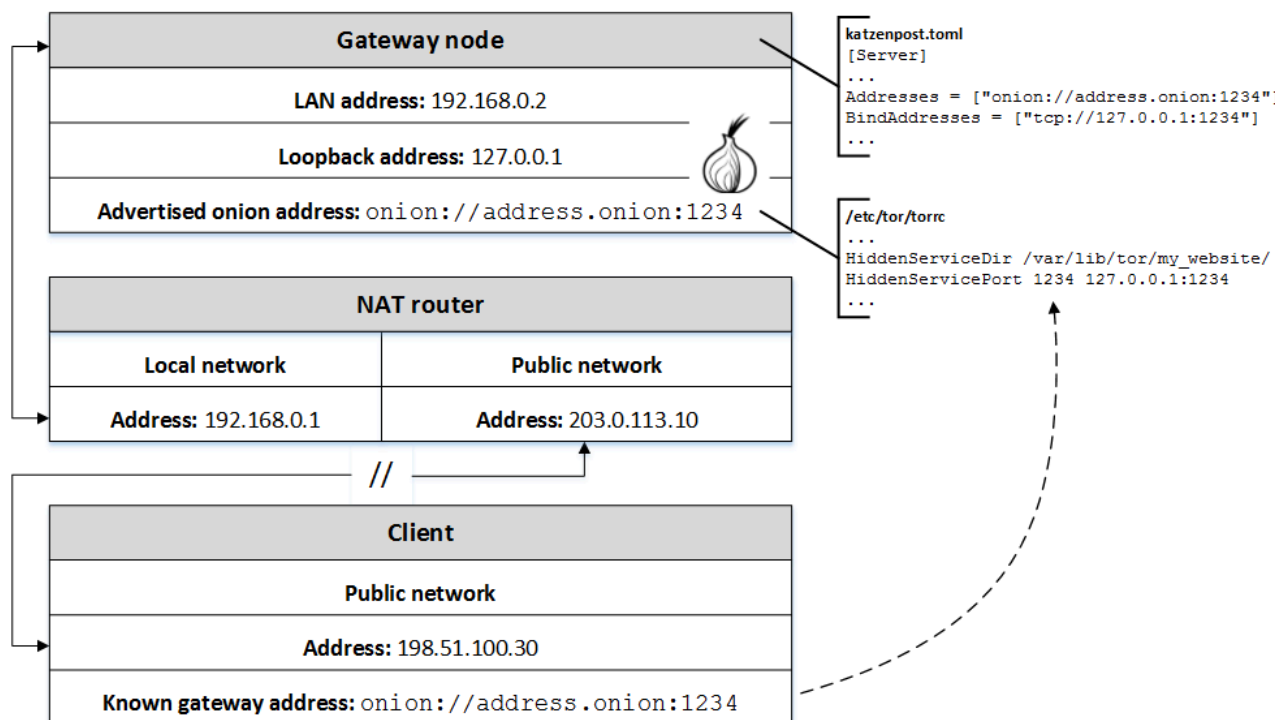 Gateway node
LAN address: 192.168.0.2
Loopback address: 127.0.0.1
Advertised onion address: onion://address.onion:1234
katzenpost.toml
[Server]
...
Addresses = ["onion://address.onion:1234"]
BindAddresses = ["tcp://127.0.0.1:1234"]
...
/etc/tor/torrc
...
HiddenServiceDir /var/lib/tor/my_website/
HiddenServicePort 1234 127.0.0.1:1234
...
NAT router
Local network
Public network
Address: 192.168.0.1
Address: 203.0.113.10
//
Client
Public network
Address: 198.51.100.30
Known gateway address: onion://address.onion:1234